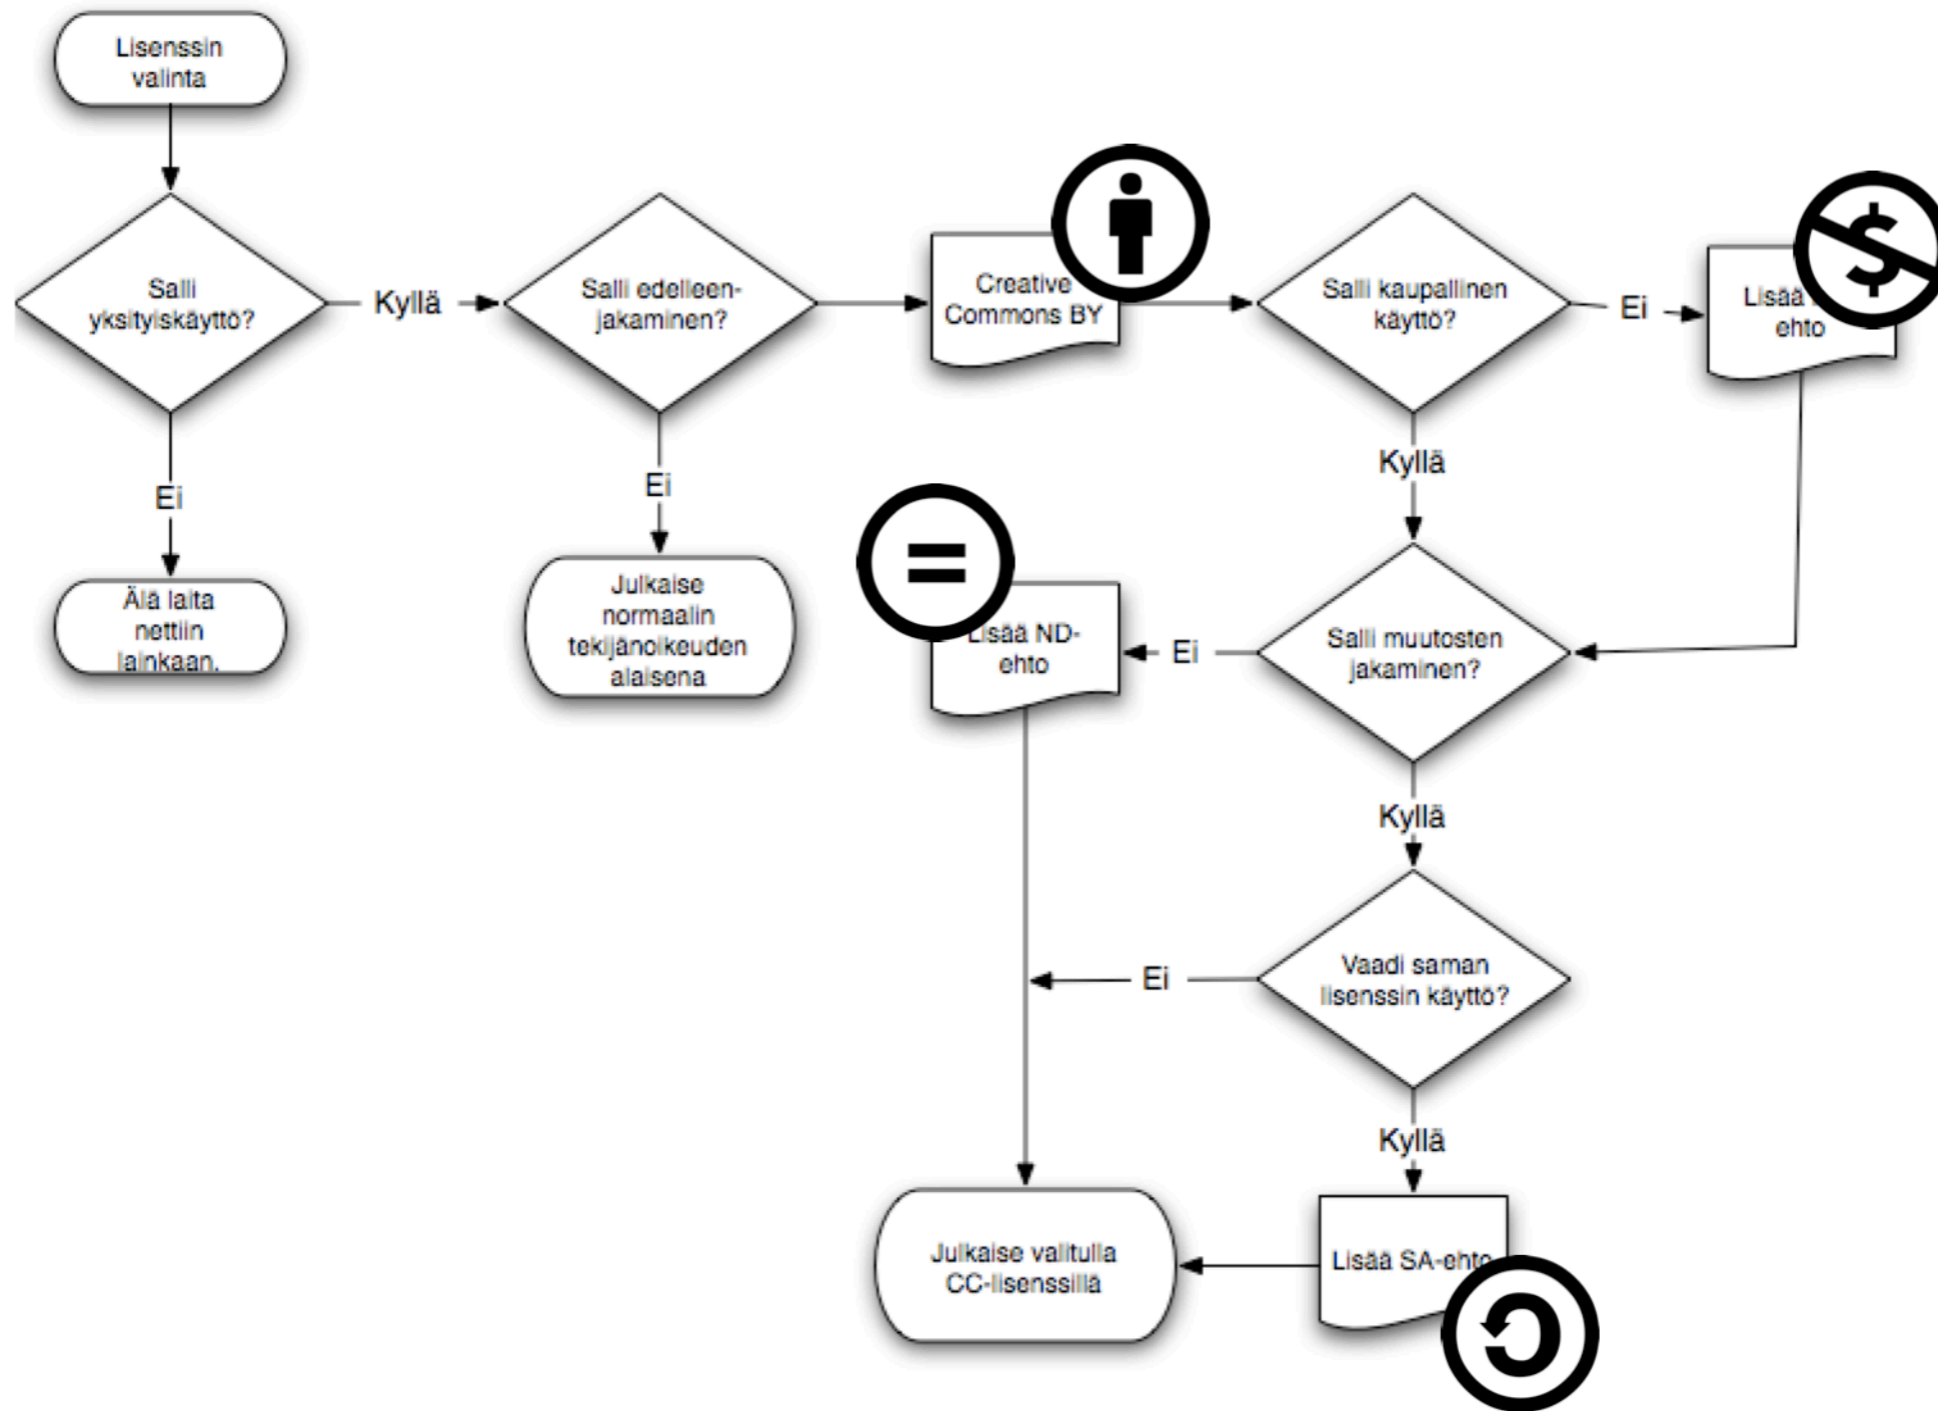 Lisenssin
valinta
Salli
yksityiskäyttö?
Kyllä
Salli edelleen-
jakaminen?
Creative
Commons BY
Salli kaupallinen
käyttö?
Ei
Lisää
ehto
Ei
Älä laita
nettiin
lainkaan.
Ei
Julkaise
normaalin
tekijänoikeuden
alaisena
Kyllä
=
Lisää ND-
ehto
Ei
Salli muutosten
jakaminen?
Kyllä
Ei
Vaadi saman
lisenssin käyttö?
Kyllä
Julkaise valitulla
CC-lisenssillä
Lisää SA-ehto